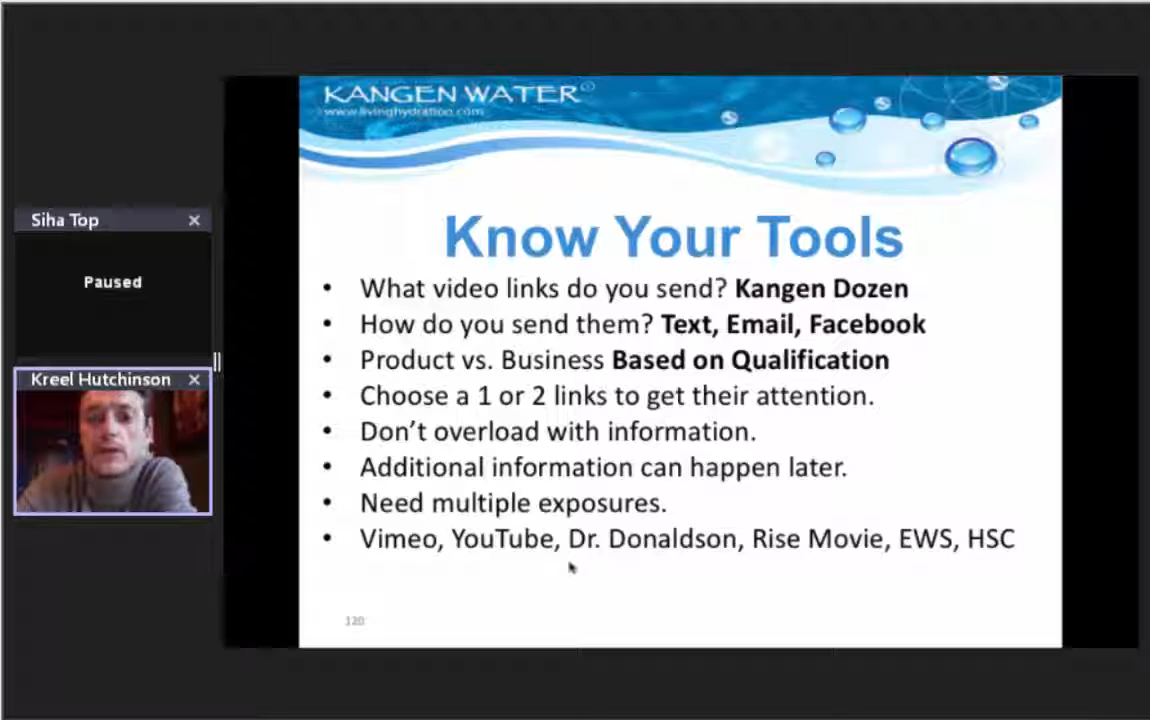 KANGEN WATER®
www.livinghydration.com
Siha Top
Paused
Kreel Hutchinson
Know Your Tools
• What video links do you send? Kangen Dozen
• How do you send them? Text, Email, Facebook
• Product vs. Business Based on Qualification
• Choose a 1 or 2 links to get their attention.
• Don’t overload with information.
• Additional information can happen later.
• Need multiple exposures.
• Vimeo, YouTube, Dr. Donaldson, Rise Movie, EWS, HSC
120